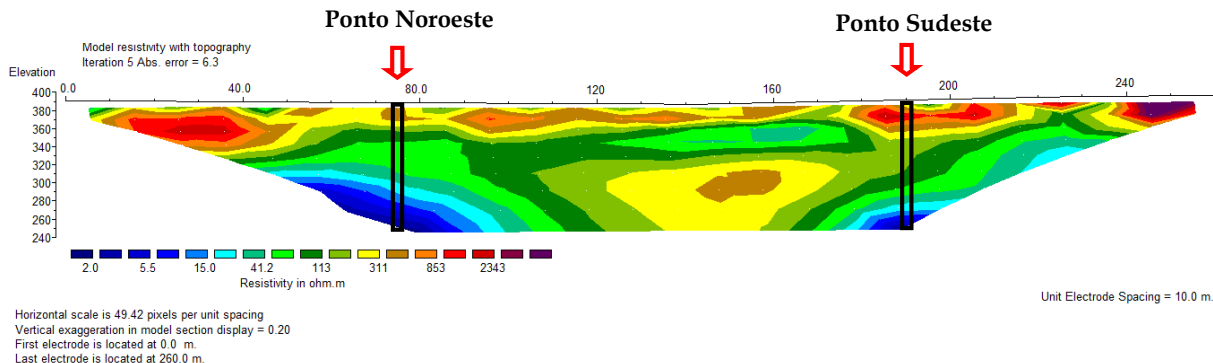 Ponto Noroeste
Ponto Sudeste
Model resistivity with topography
Iteration 5 Abs. error = 6.3
Elevation
0.0 40.0 80.0 120 160 200 240
400
380
360
340
320
300
280
260
240
2.0 5.5 15.0 41.2 113 311 853 2343
Resistivity in ohm.m
Unit Electrode Spacing = 10.0 m.
Horizontal scale is 49.42 pixels per unit spacing
Vertical exaggeration in model section display = 0.20
First electrode is located at 0.0 m.
Last electrode is located at 260.0 m.